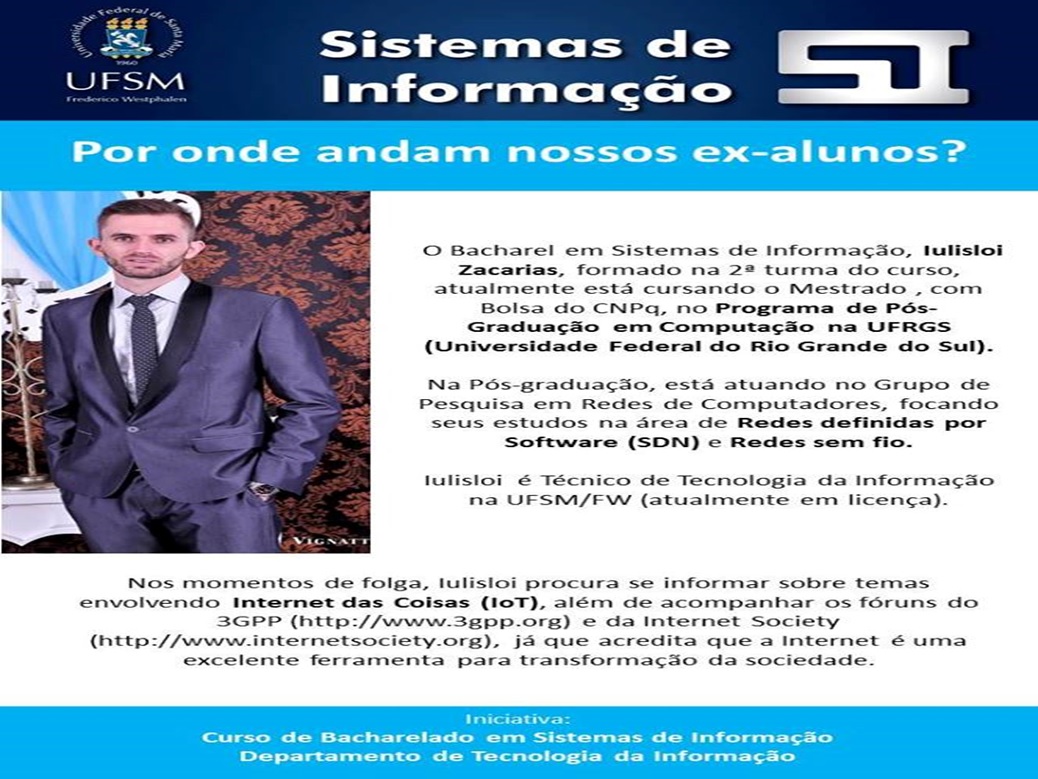 Universidade Federal de Santa Maria
1960
UFSM
Frederico Westphalen
Sistemas de
Informação
SI
Por onde andam nossos ex-alunos?
O Bacharel em Sistemas de Informação, Iulisloi
Zacarias, formado na 2ª turma do curso,
atualmente está cursando o Mestrado , com
Bolsa do CNPq, no Programa de Pós-
Graduação em Computação na UFRGS
(Universidade Federal do Rio Grande do Sul).
Na Pós-graduação, está atuando no Grupo de
Pesquisa em Redes de Computadores, focando
seus estudos na área de Redes definidas por
Software (SDN) e Redes sem fio.
Iulisloi é Técnico de Tecnologia da Informação
na UFSM/FW (atualmente em licença).
VIGNATT
Nos momentos de folga, Iulisloi procura se informar sobre temas
envolvendo Internet das Coisas (IoT), além de acompanhar os fóruns do
3GPP (http://www.3gpp.org) e da Internet Society
(http://www.internetsociety.org), já que acredita que a Internet é uma
excelente ferramenta para transformação da sociedade.
Iniciativa:
Curso de Bacharelado em Sistemas de Informação
Departamento de Tecnologia da Informação